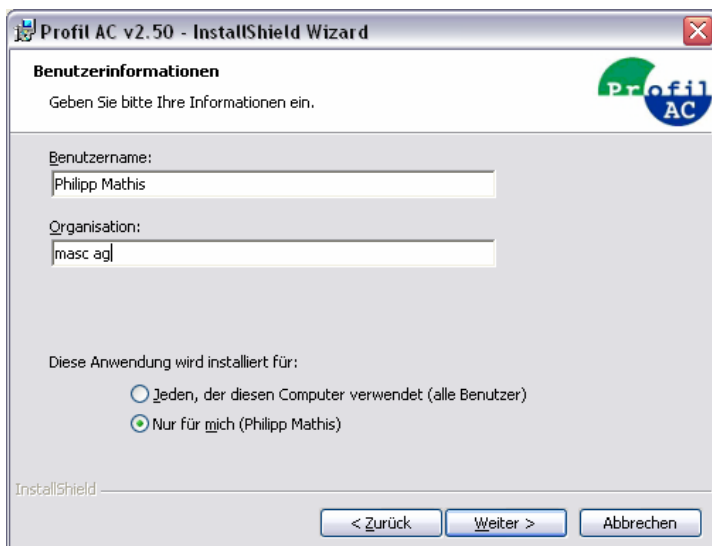 Profil AC v2.50 - InstallShield Wizard
Benutzerinformationen
Geben Sie bitte Ihre Informationen ein.
Profil
AC
Benutzername:
Philipp Mathis
Organisation:
masc ag
Diese Anwendung wird installiert für:
Jeden, der diesen Computer verwendet (alle Benutzer)
Nur für mich (Philipp Mathis)
InstallShield
< Zurück Weiter > Abbrechen